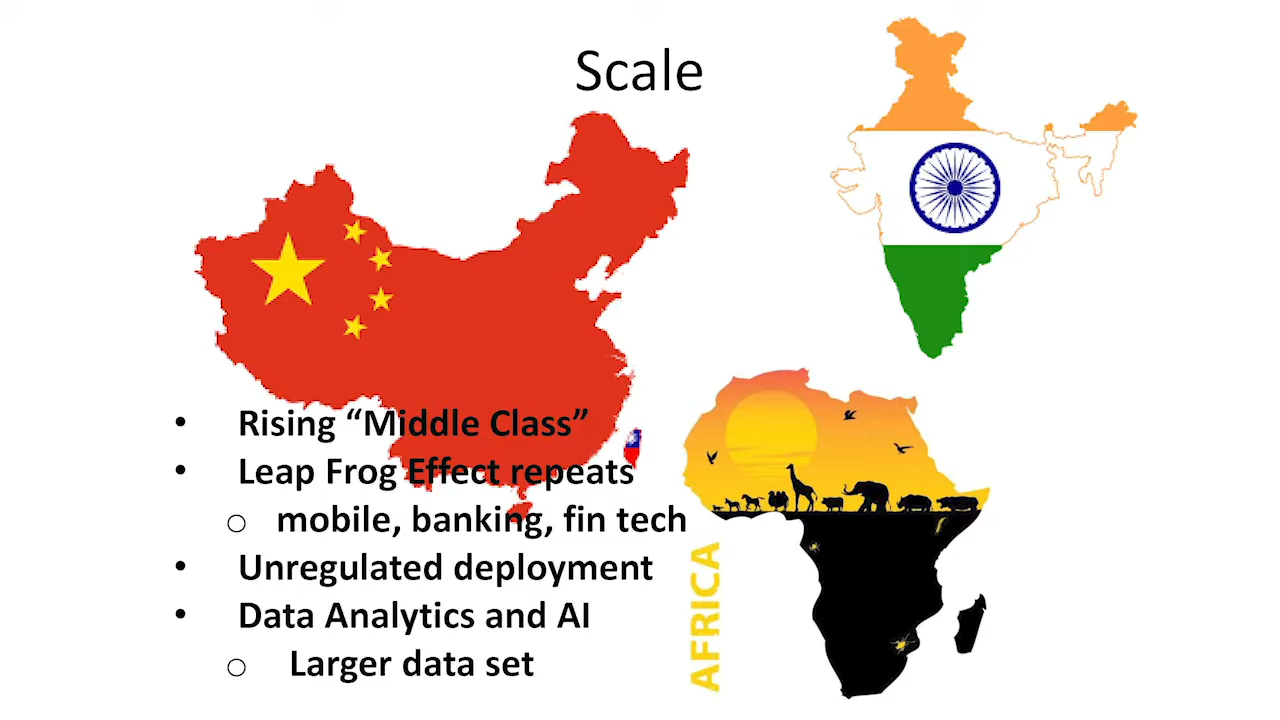 Scale
• Rising “Middle Class”
• Leap Frog Effect repeats
o mobile, banking, fin tech
• Unregulated deployment
• Data Analytics and AI
o Larger data set
AFRICA